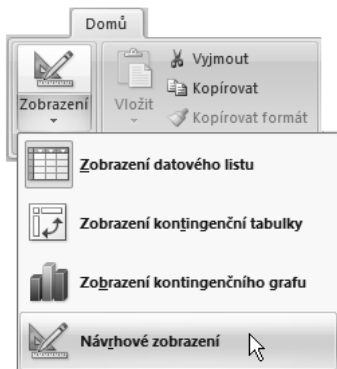 Domů
Zobrazení
Vložit
Vyjmout
Kopírovat
Kopírovat formát
Zobrazení datového listu
Zobrazení kontingenční tabulky
Zobrazení kontingenčního grafu
Návrhové zobrazení